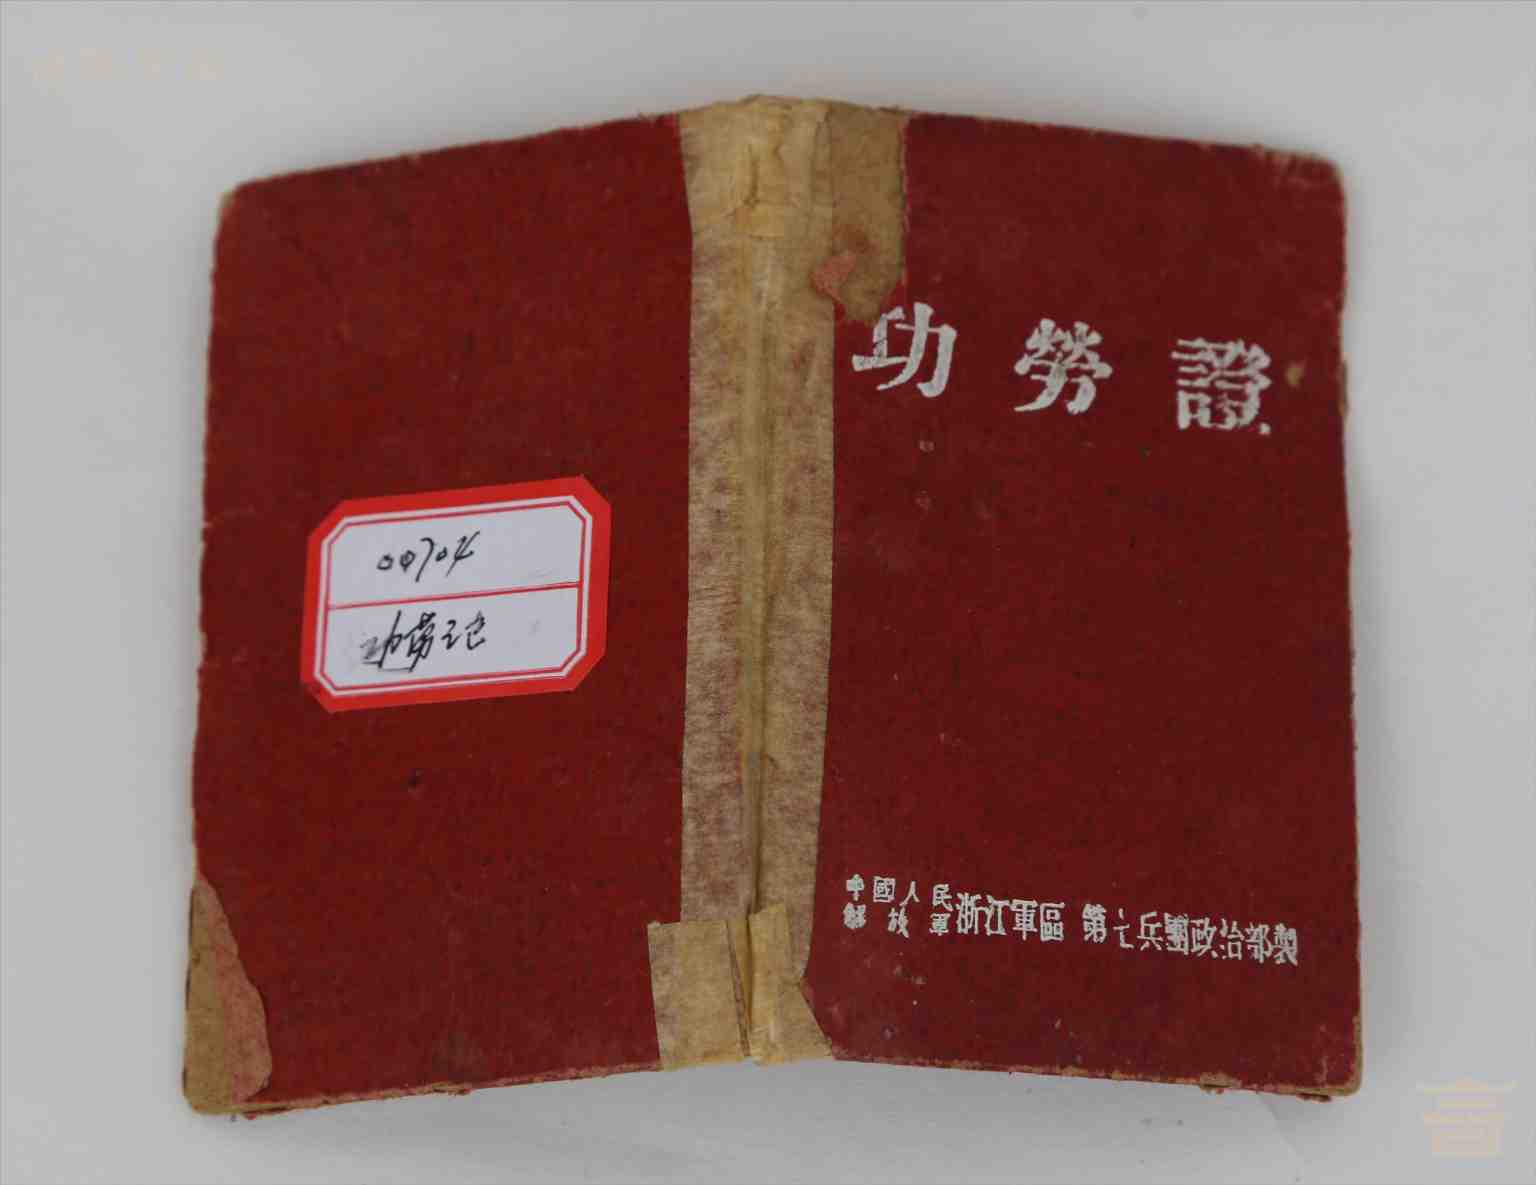 00704
功劳证
功勞證
中國人民
解放軍浙江軍區 第七兵團政治部製